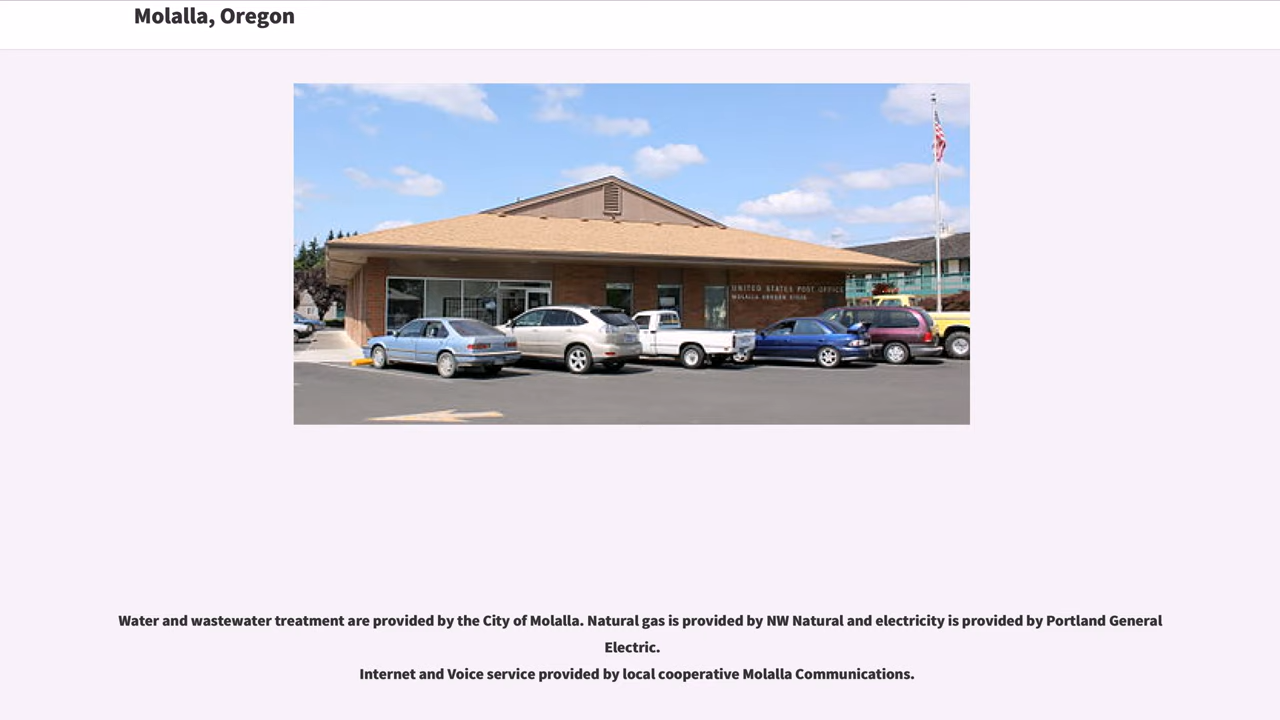 Molalla, Oregon
UNITED STATES POST OFFICE
MOLALLA OREGON
Water and wastewater treatment are provided by the City of Molalla. Natural gas is provided by NW Natural and electricity is provided by Portland General
Electric.
Internet and Voice service provided by local cooperative Molalla Communications.